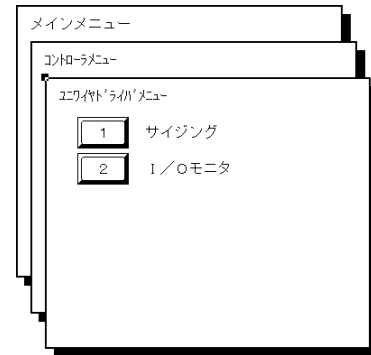 メインメニュー
ｺﾝﾄﾛｰﾗﾒﾆｭｰ
ﾕﾆﾜｲﾔﾄﾞﾗｲﾊﾞﾒﾆｭｰ
1 サイジング
2 Ｉ／Ｏモニタ